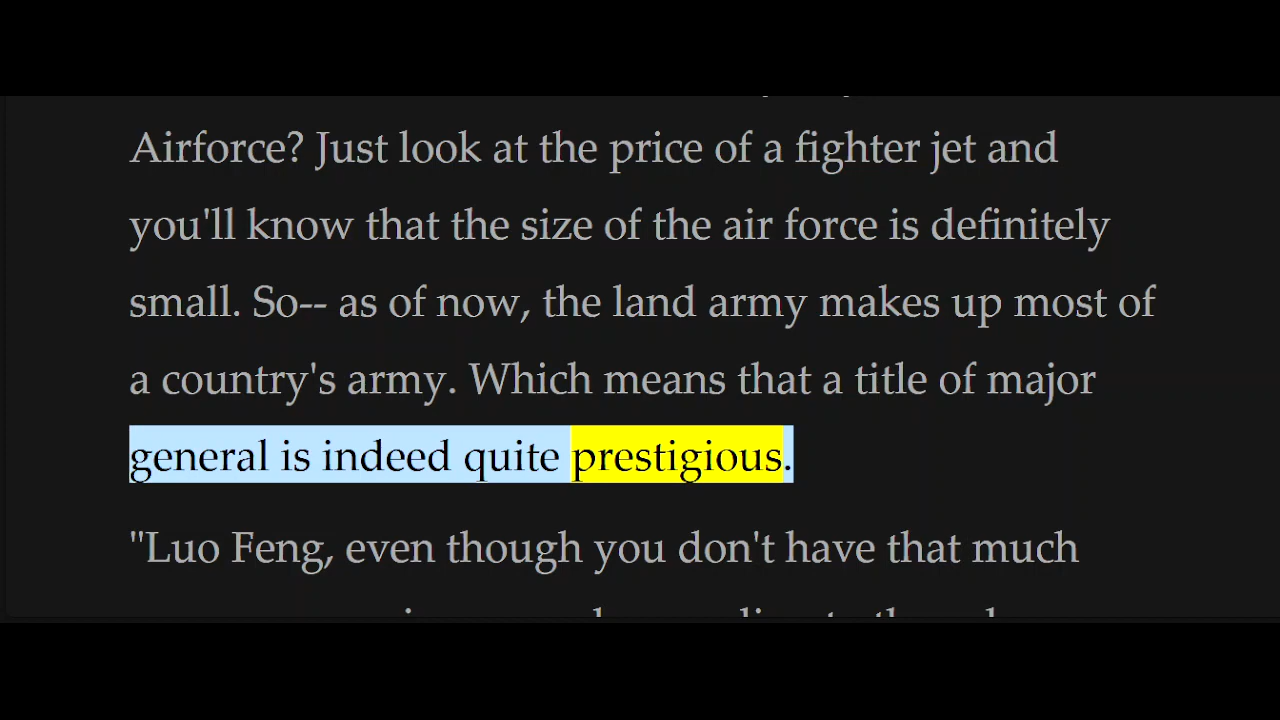 Airforce? Just look at the price of a fighter jet and
you'll know that the size of the air force is definitely
small. So-- as of now, the land army makes up most of
a country's army. Which means that a title of major
general is indeed quite prestigious.
"Luo Feng, even though you don't have that much